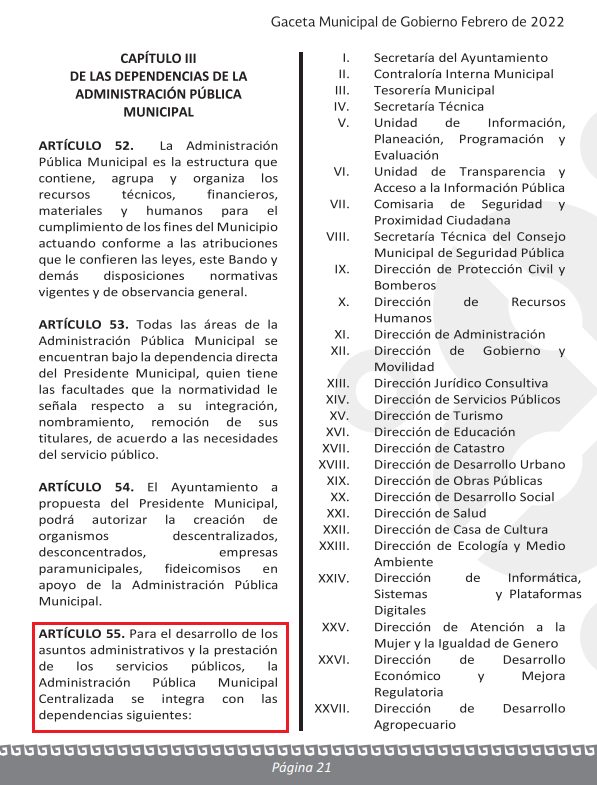 Gaceta Municipal de Gobierno Febrero de 2022
CAPÍTULO III
DE LAS DEPENDENCIAS DE LA
ADMINISTRACIÓN PÚBLICA
MUNICIPAL
ARTÍCULO 52. La Administración
Pública Municipal es la estructura que
contiene, agrupa y organiza los
recursos técnicos, financieros,
materiales y humanos para el
cumplimiento de los fines del Municipio
actuando conforme a las atribuciones
que le confieren las leyes, este Bando y
demás disposiciones normativas
vigentes y de observancia general.
ARTÍCULO 53. Todas las áreas de la
Administración Pública Municipal se
encuentran bajo la dependencia directa
del Presidente Municipal, quien tiene
las facultades que la normatividad le
señala respecto a su integración,
nombramiento, remoción de sus
titulares, de acuerdo a las necesidades
del servicio público.
ARTÍCULO 54. El Ayuntamiento a
propuesta del Presidente Municipal,
podrá autorizar la creación de
organismos descentralizados,
desconcentrados, empresas
paramunicipales, fideicomisos en
apoyo de la Administración Pública
Municipal.
ARTÍCULO 55. Para el desarrollo de los
asuntos administrativos y la prestación
de los servicios públicos, la
Administración Pública Municipal
Centralizada se integra con las
dependencias siguientes:
I. Secretaría del Ayuntamiento
II. Contraloría Interna Municipal
III. Tesorería Municipal
IV. Secretaría Técnica
V. Unidad de Información,
Planeación, Programación y
Evaluación
VI. Unidad de Transparencia y
Acceso a la Información Pública
VII. Comisaria de Seguridad y
Proximidad Ciudadana
VIII. Secretaría Técnica del Consejo
Municipal de Seguridad Pública
IX. Dirección de Protección Civil y
Bomberos
X. Dirección de Recursos
Humanos
XI. Dirección de Administración
XII. Dirección de Gobierno y
Movilidad
XIII. Dirección Jurídico Consultiva
XIV. Dirección de Servicios Públicos
XV. Dirección de Turismo
XVI. Dirección de Educación
XVII. Dirección de Catastro
XVIII. Dirección de Desarrollo Urbano
XIX. Dirección de Obras Públicas
XX. Dirección de Desarrollo Social
XXI. Dirección de Salud
XXII. Dirección de Casa de Cultura
XXIII. Dirección de Ecología y Medio
Ambiente
XXIV. Dirección de Informática,
Sistemas y Plataformas
Digitales
XXV. Dirección de Atención a la
Mujer y la Igualdad de Genero
XXVI. Dirección de Desarrollo
Económico y Mejora
Regulatoria
XXVII. Dirección de Desarrollo
Agropecuario
Página 21